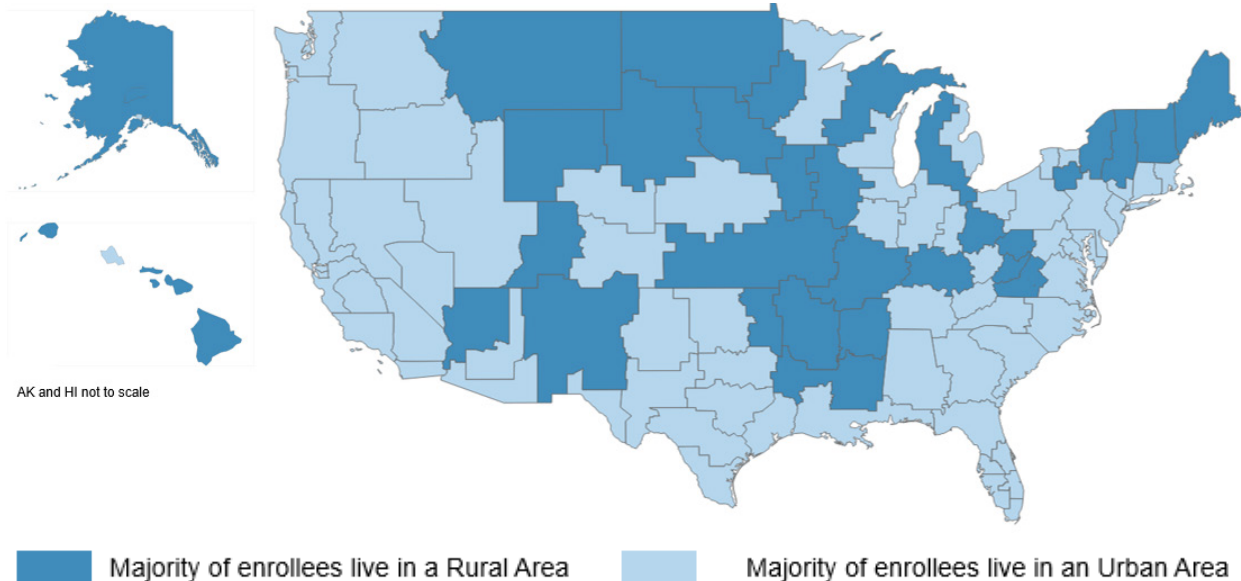 AK and HI not to scale
Majority of enrollees live in a Rural Area
Majority of enrollees live in an Urban Area